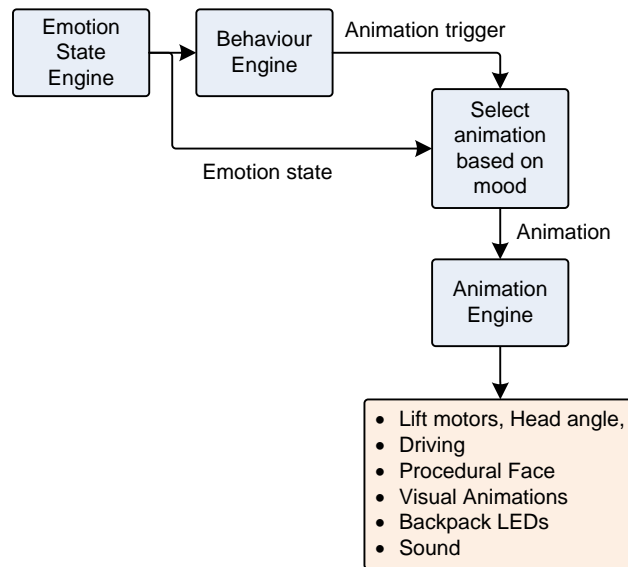 Emotion
State
Engine
Behaviour
Engine
Animation trigger
Select
animation
based on
mood
Emotion state
Animation
Animation
Engine
• Lift motors, Head angle,
• Driving
• Procedural Face
• Visual Animations
• Backpack LEDs
• Sound